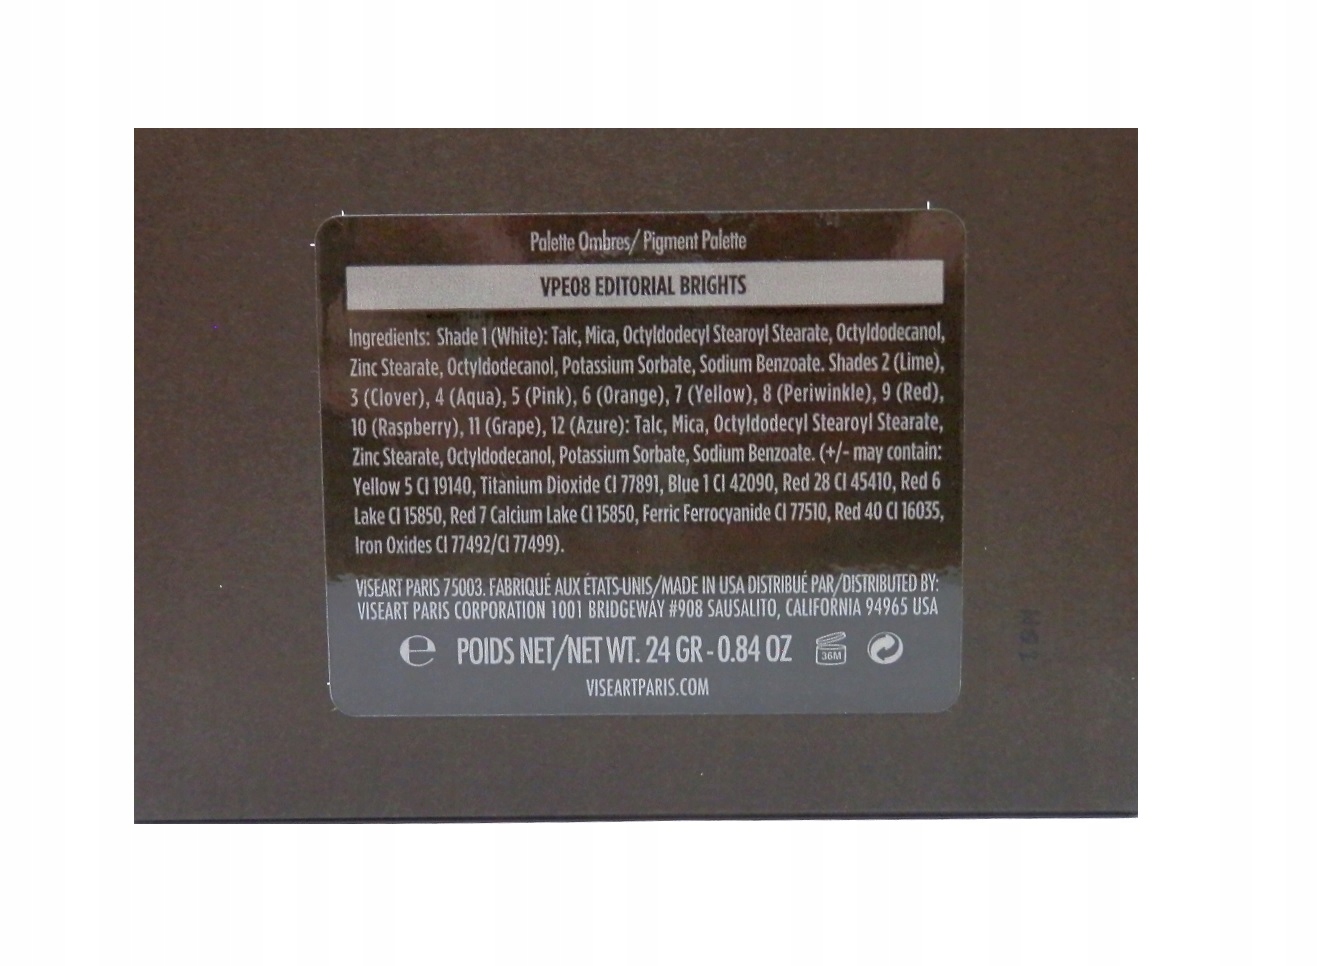 Palette Ombres/ Pigment Palette
VPE08 EDITORIAL BRIGHTS
Ingredients: Shade 1 (White): Talc, Mica, Octyldodecyl Stearoyl Stearate, Octyldodecanol,
Zinc Stearate, Octyldodecanol, Potassium Sorbate, Sodium Benzoate. Shades 2 (Lime),
3 (Clover), 4 (Aqua), 5 (Pink), 6 (Orange), 7 (Yellow), 8 (Periwinkle), 9 (Red),
10 (Raspberry), 11 (Grape), 12 (Azure): Talc, Mica, Octyldodecyl Stearoyl Stearate,
Zinc Stearate, Octyldodecanol, Potassium Sorbate, Sodium Benzoate. (+/- may contain:
Yellow 5 CI 19140, Titanium Dioxide CI 77891, Blue 1 CI 42090, Red 28 CI 45410, Red 6
Lake CI 15850, Red 7 Calcium Lake CI 15850, Ferric Ferrocyanide CI 77510, Red 40 CI 16035,
Iron Oxides CI 77492/CI 77499).
VISEART PARIS 75003. FABRIQUÉ AUX ÉTATS-UNIS/MADE IN USA DISTRIBUÉ PAR/DISTRIBUTED BY:
VISEART PARIS CORPORATION 1001 BRIDGEWAY #908 SAUSALITO, CALIFORNIA 94965 USA
℮ POIDS NET/NET WT. 24 GR - 0.84 OZ 36M
VISEARTPARIS.COM